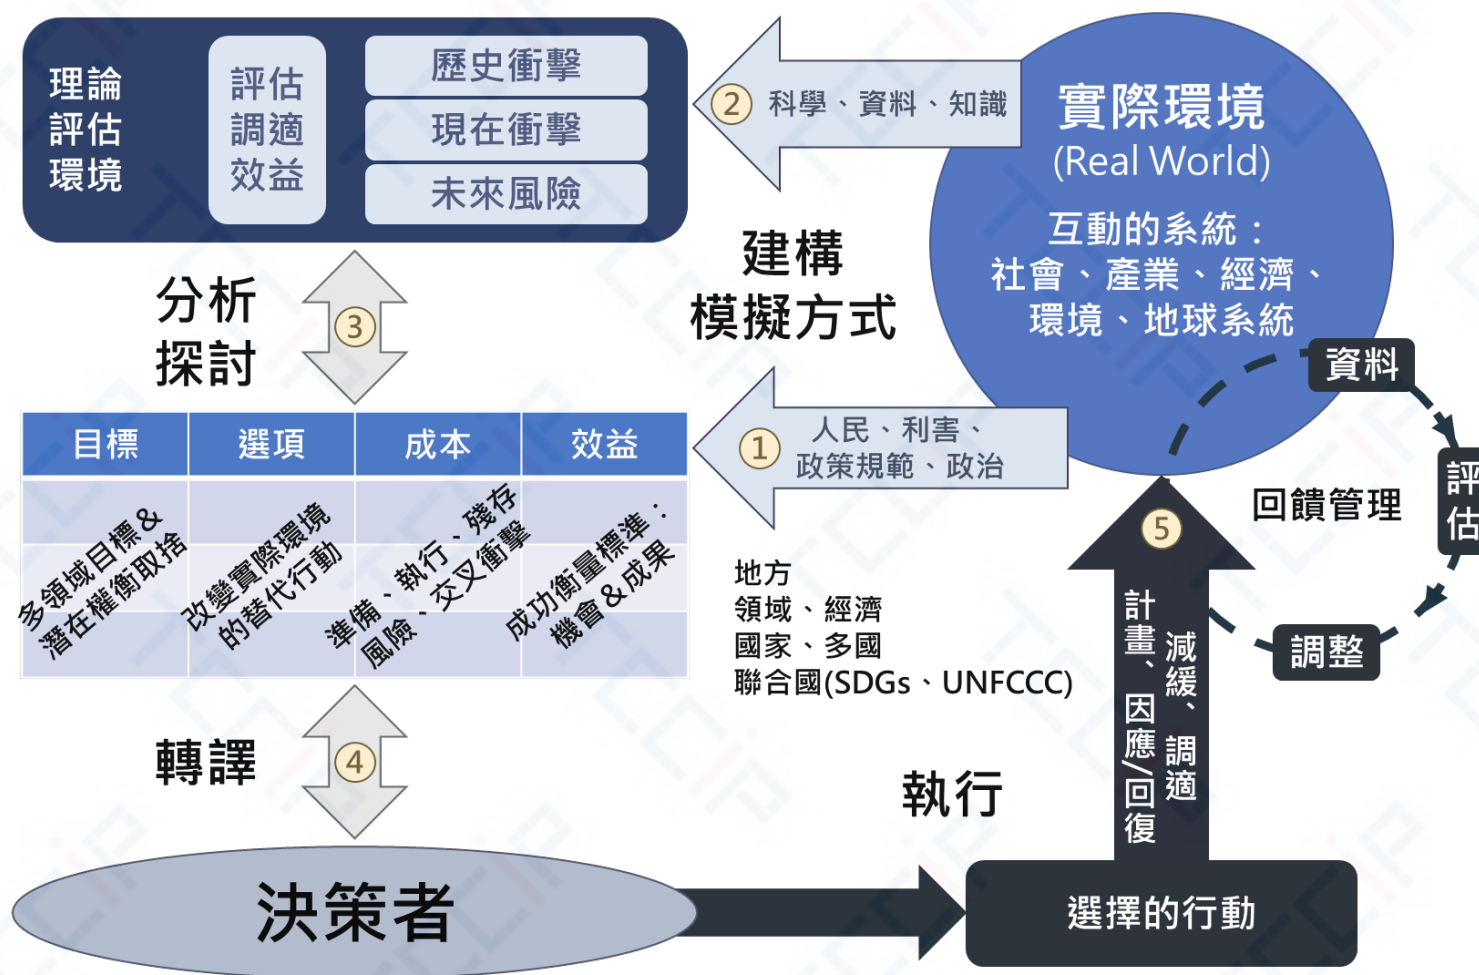 理論
評估
環境
評估
調適
效益
歷史衝擊
現在衝擊
未來風險
2
科學、資料、知識
實際環境
(Real World)
互動的系統：
社會、產業、經濟、
環境、地球系統
建構
模擬方式
分析
探討
3
目標
選項
成本
效益
多領域目標&
潛在權衡取捨
改變實際環境
的替代行動
準備、執行、殘存
風險、交叉衝擊
成功衡量標準：
機會&成果
1
人民、利害、
政策規範、政治
地方
領域、經濟
國家、多國
聯合國(SDGs、UNFCCC)
資料
評
估
調整
回饋管理
5
減緩、調適
計畫、因應/回復
轉譯
4
執行
決策者
選擇的行動
TCCIP